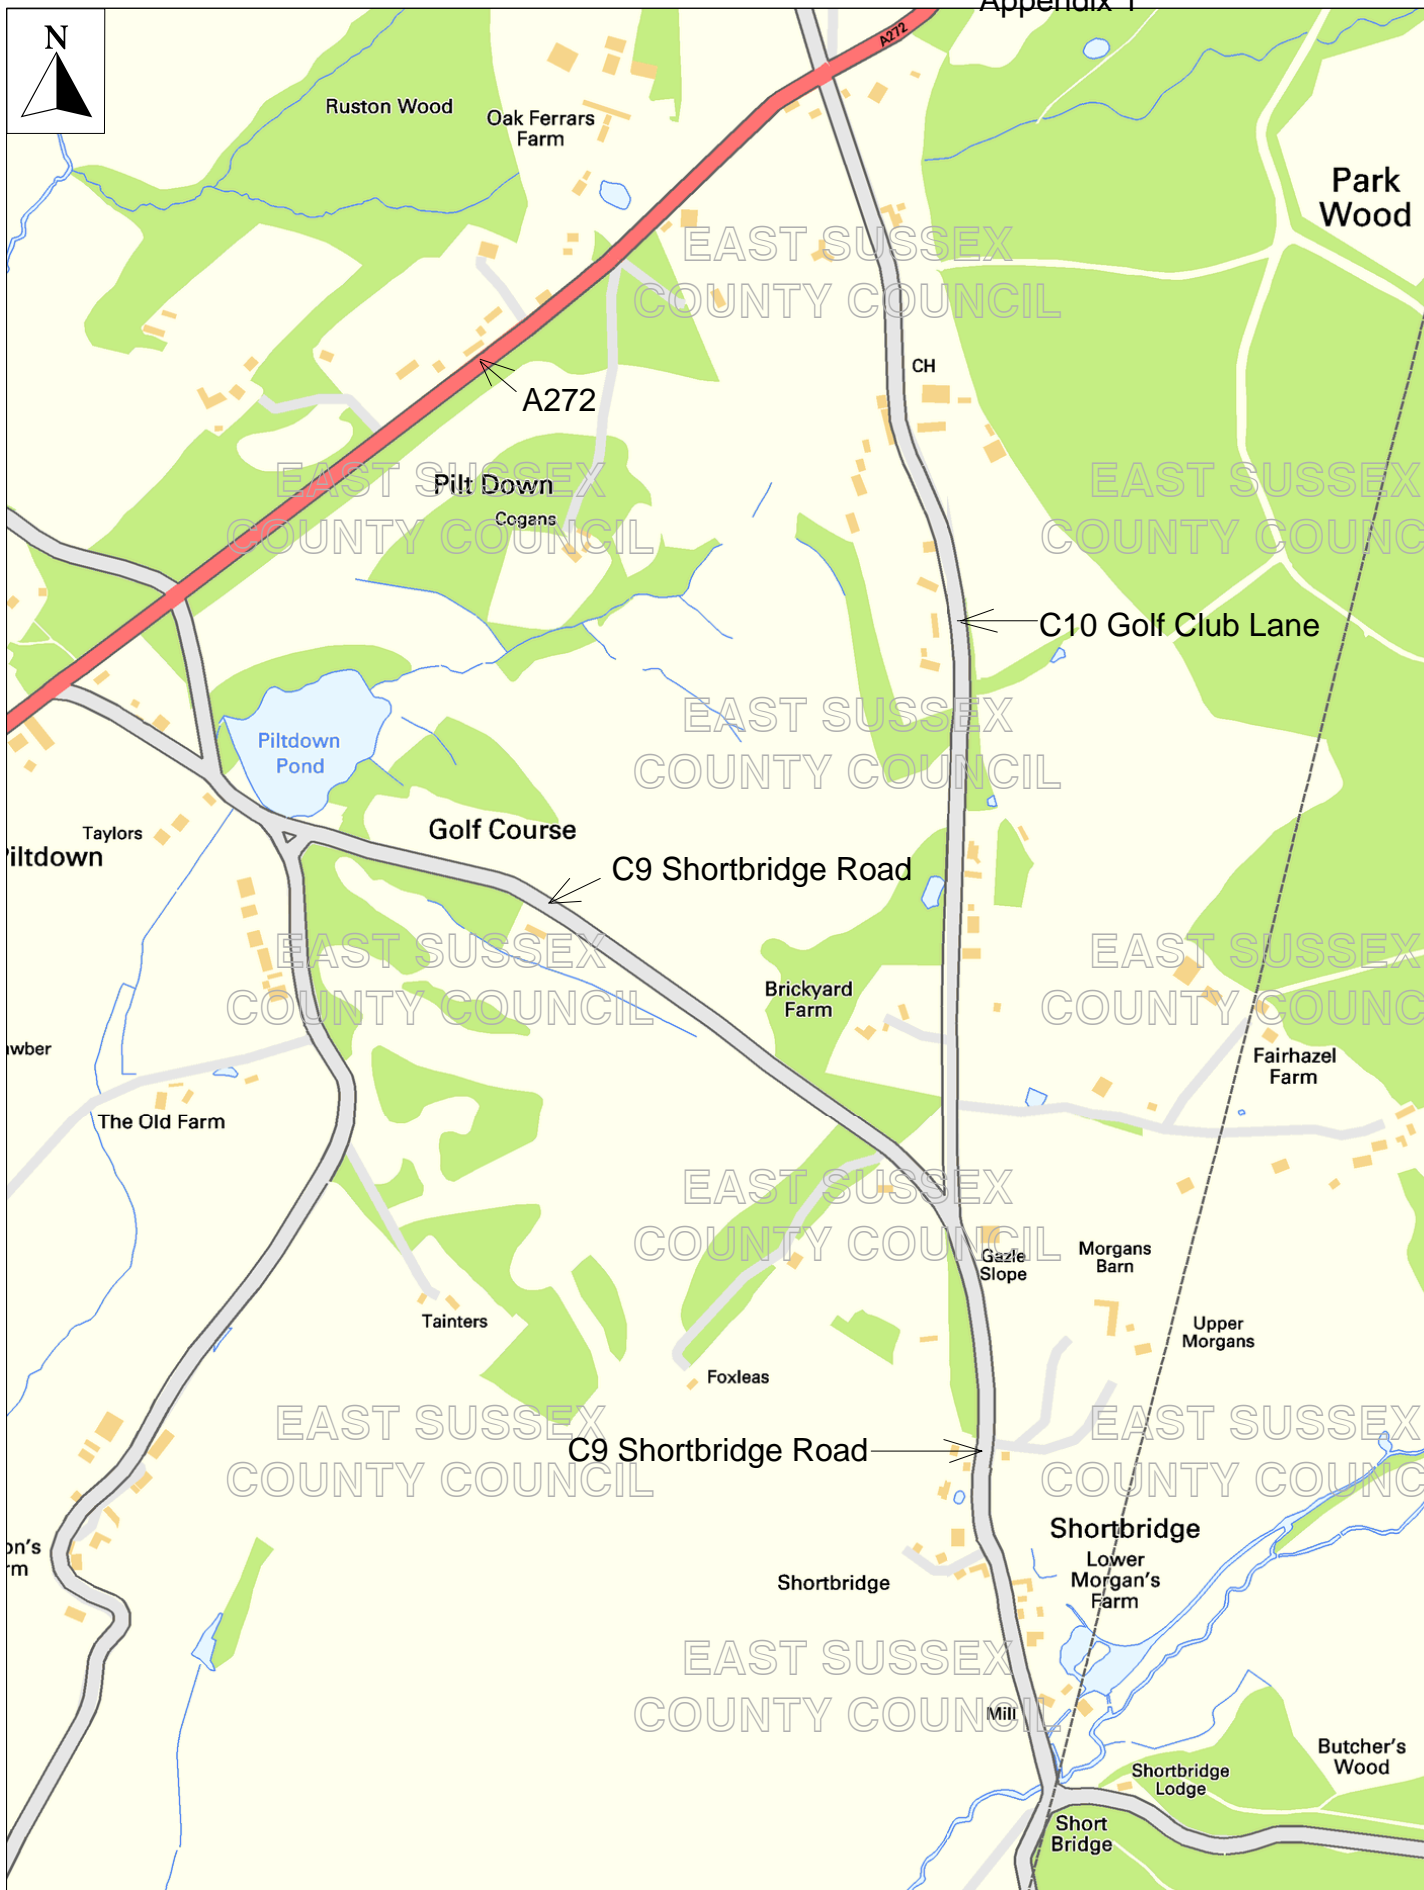 Appendix 1
N
A272
Ruston Wood
Oak Ferrars
Farm
Park
Wood
EAST SUSSEX
COUNTY COUNCIL
CH
A272
EAST SUSSEX
COUNTY COUNCIL
Pilt Down
Cogans
EAST SUSSEX
COUNTY COUNC
C10 Golf Club Lane
EAST SUSSEX
COUNTY COUNCIL
Piltdown
Pond
Taylors
iltdown
Golf Course
C9 Shortbridge Road
EAST SUSSEX
COUNTY COUNCIL
EAST SUSSEX
COUNTY COUNC
Brickyard
Farm
awber
Fairhazel
Farm
The Old Farm
EAST SUSSEX
COUNTY COUNCIL
Gazle
Slope
Morgans
Barn
Tainters
Upper
Morgans
Foxleas
EAST SUSSEX
COUNTY COUNCIL
EAST SUSSEX
COUNTY COUNC
C9 Shortbridge Road
Shortbridge
on's
rm
Lower
Morgan's
Farm
Shortbridge
EAST SUSSEX
COUNTY COUNCIL
Mill
Butcher's
Wood
Shortbridge
Lodge
Short
Bridge